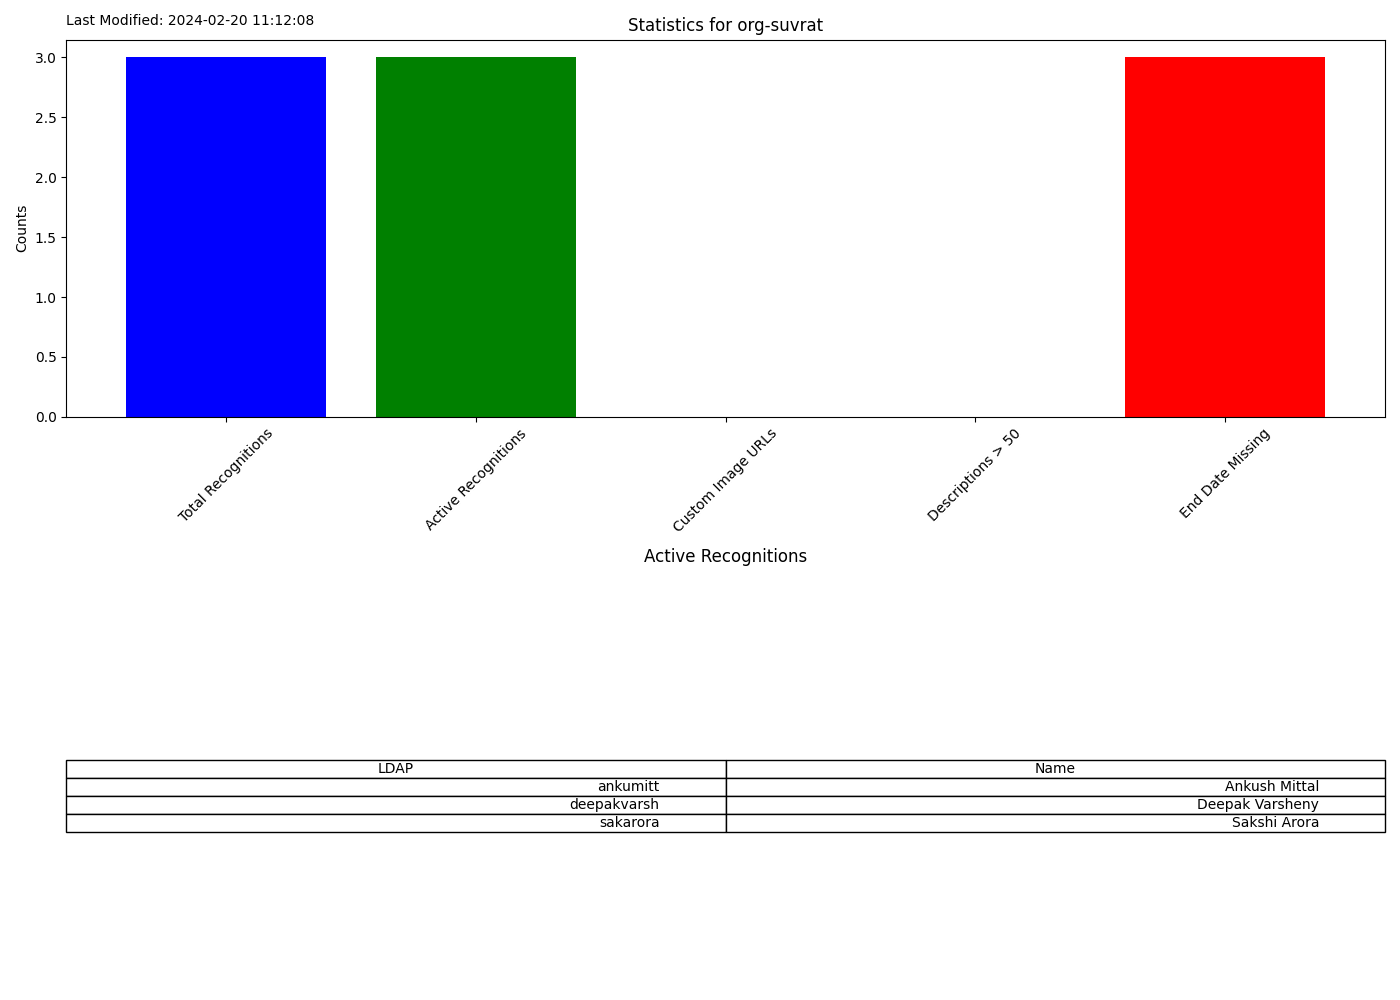 Last Modified: 2024-02-20 11:12:08
Statistics for org-suvrat
Counts
3.0
2.5
2.0
1.5
1.0
0.5
0.0
Total Recognitions
Active Recognitions
Custom Image URLs
Descriptions > 50
End Date Missing
Active Recognitions
LDAP Name
ankumitt Ankush Mittal
deepakvarsh Deepak Varsheny
sakarora Sakshi Arora